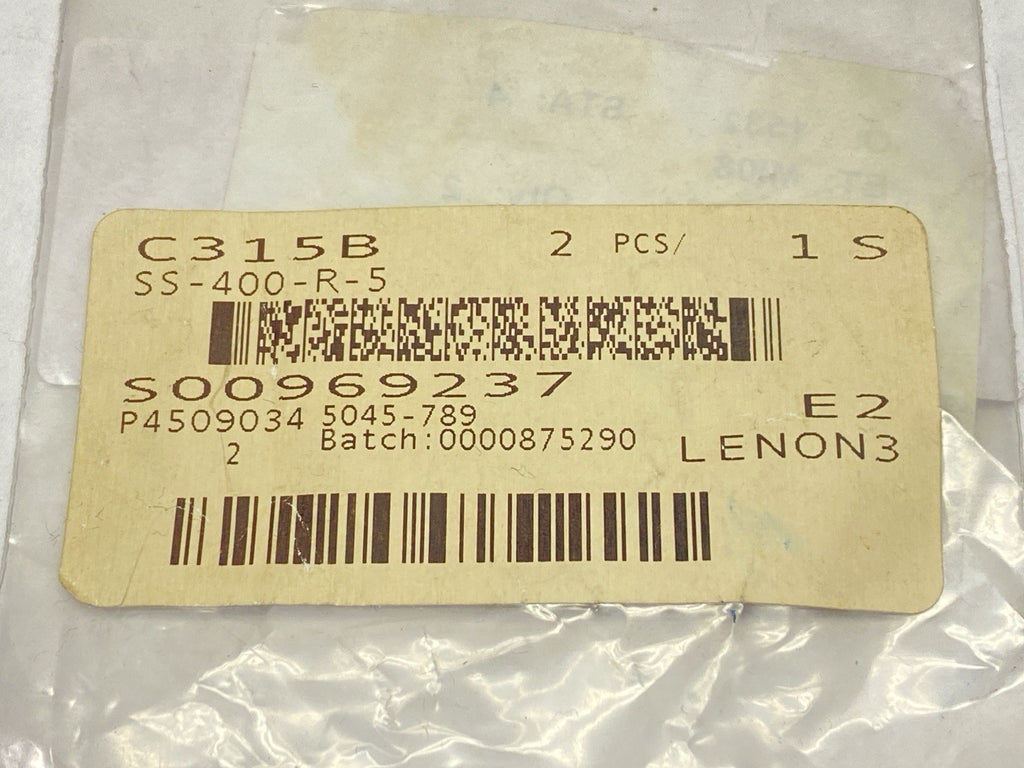 C315B 2 PCS/ 1 S
SS-400-R-5
S00969237
E2
P4509034 5045-789
2 Batch:0000875290
LENON3